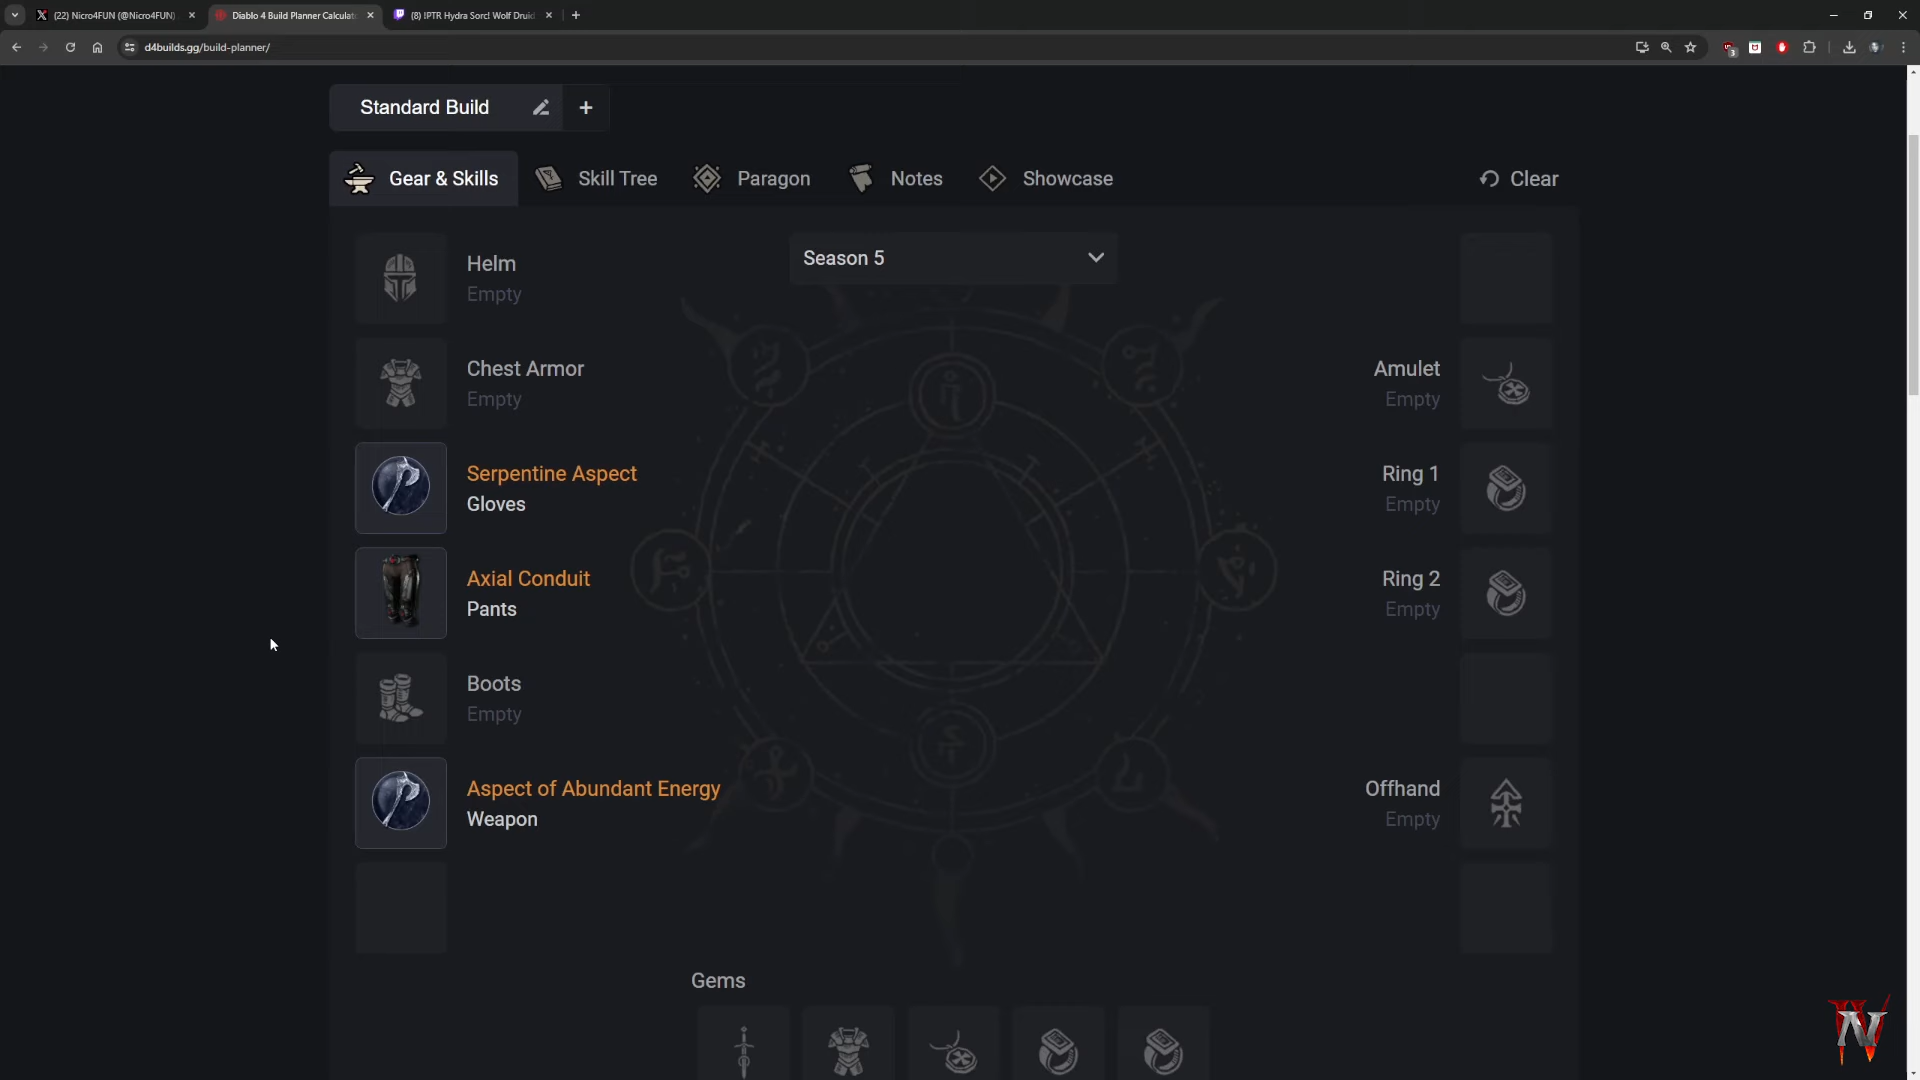 (22) Nicro4FUN (@Nicro4FUN)
Diablo 4 Build Planner Calculat
(8) !PTR Hydra Sorc! Wolf Druid
d4builds.gg/build-planner/
3
Standard Build
+
Gear & Skills
Skill Tree
Paragon
Notes
Showcase
Clear
Season 5
Helm
Empty
Chest Armor
Empty
Amulet
Empty
Serpentine Aspect
Gloves
Ring 1
Empty
Axial Conduit
Pants
Ring 2
Empty
Boots
Empty
Aspect of Abundant Energy
Weapon
Offhand
Empty
Gems
IV